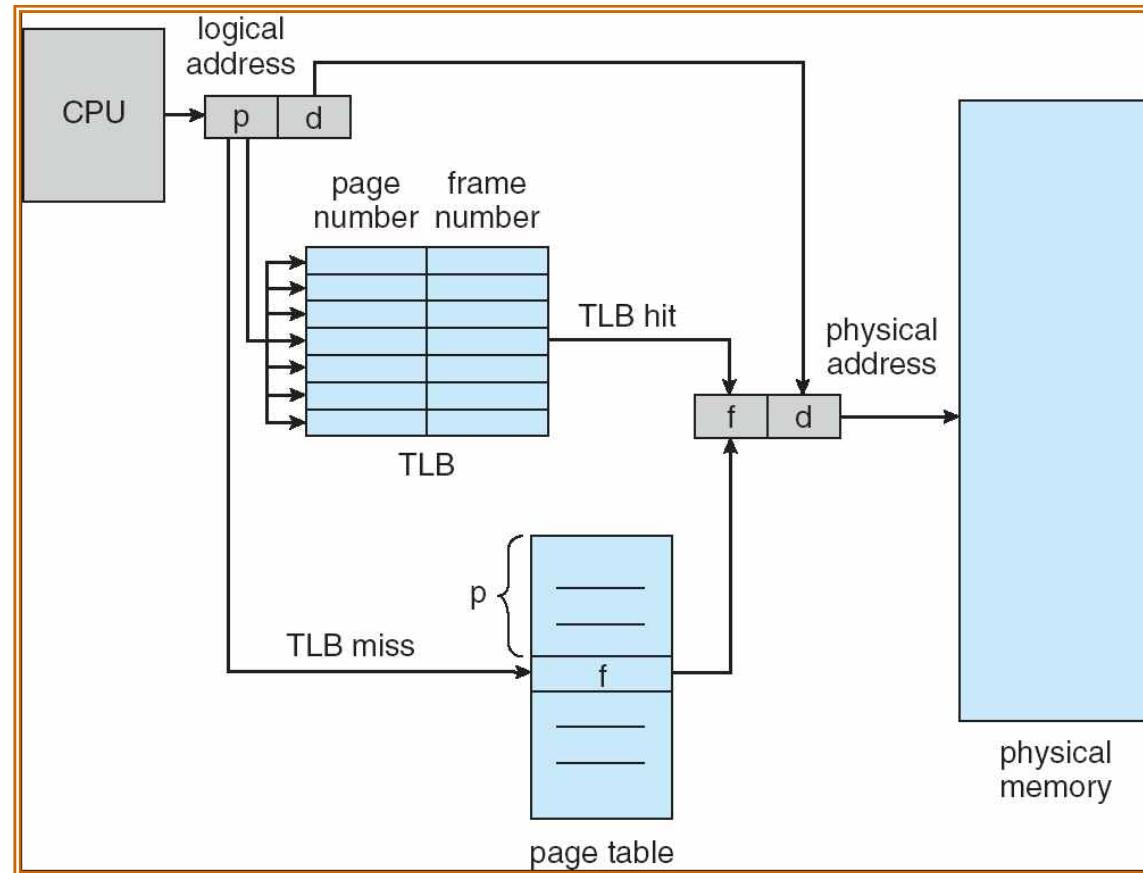 logical
address
CPU
p
d
page
number
frame
number
TLB hit
physical
address
f
d
TLB
p
TLB miss
f
physical
memory
page table